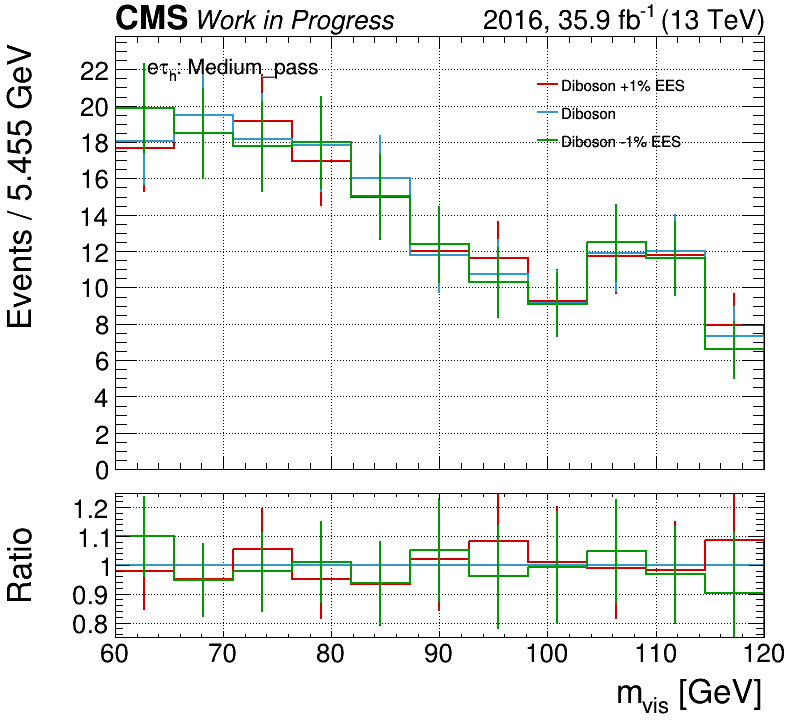 CMS Work in Progress 2016, 35.9 fb⁻¹ (13 TeV)
eτₕ: Medium_pass
Diboson +1% EES
Diboson
Diboson -1% EES
Events / 5.455 GeV
22
20
18
16
14
12
10
8
6
4
2
0
Ratio
1.2
1.1
1
0.9
0.8
60 70 80 90 100 110 120
m_vis [GeV]